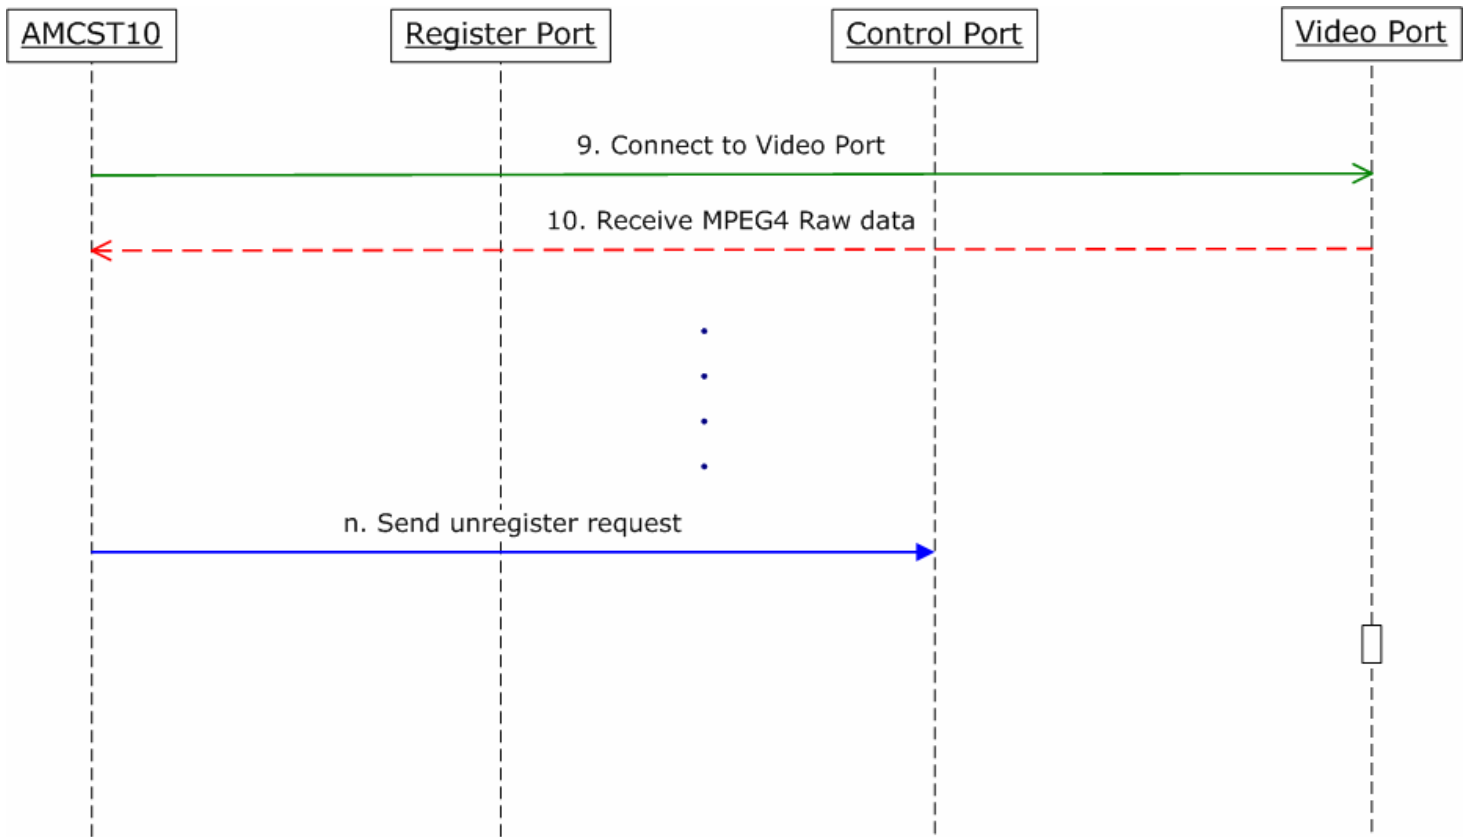 AMCST10
Register Port
Control Port
Video Port
9. Connect to Video Port
10. Receive MPEG4 Raw data
n. Send unregister request